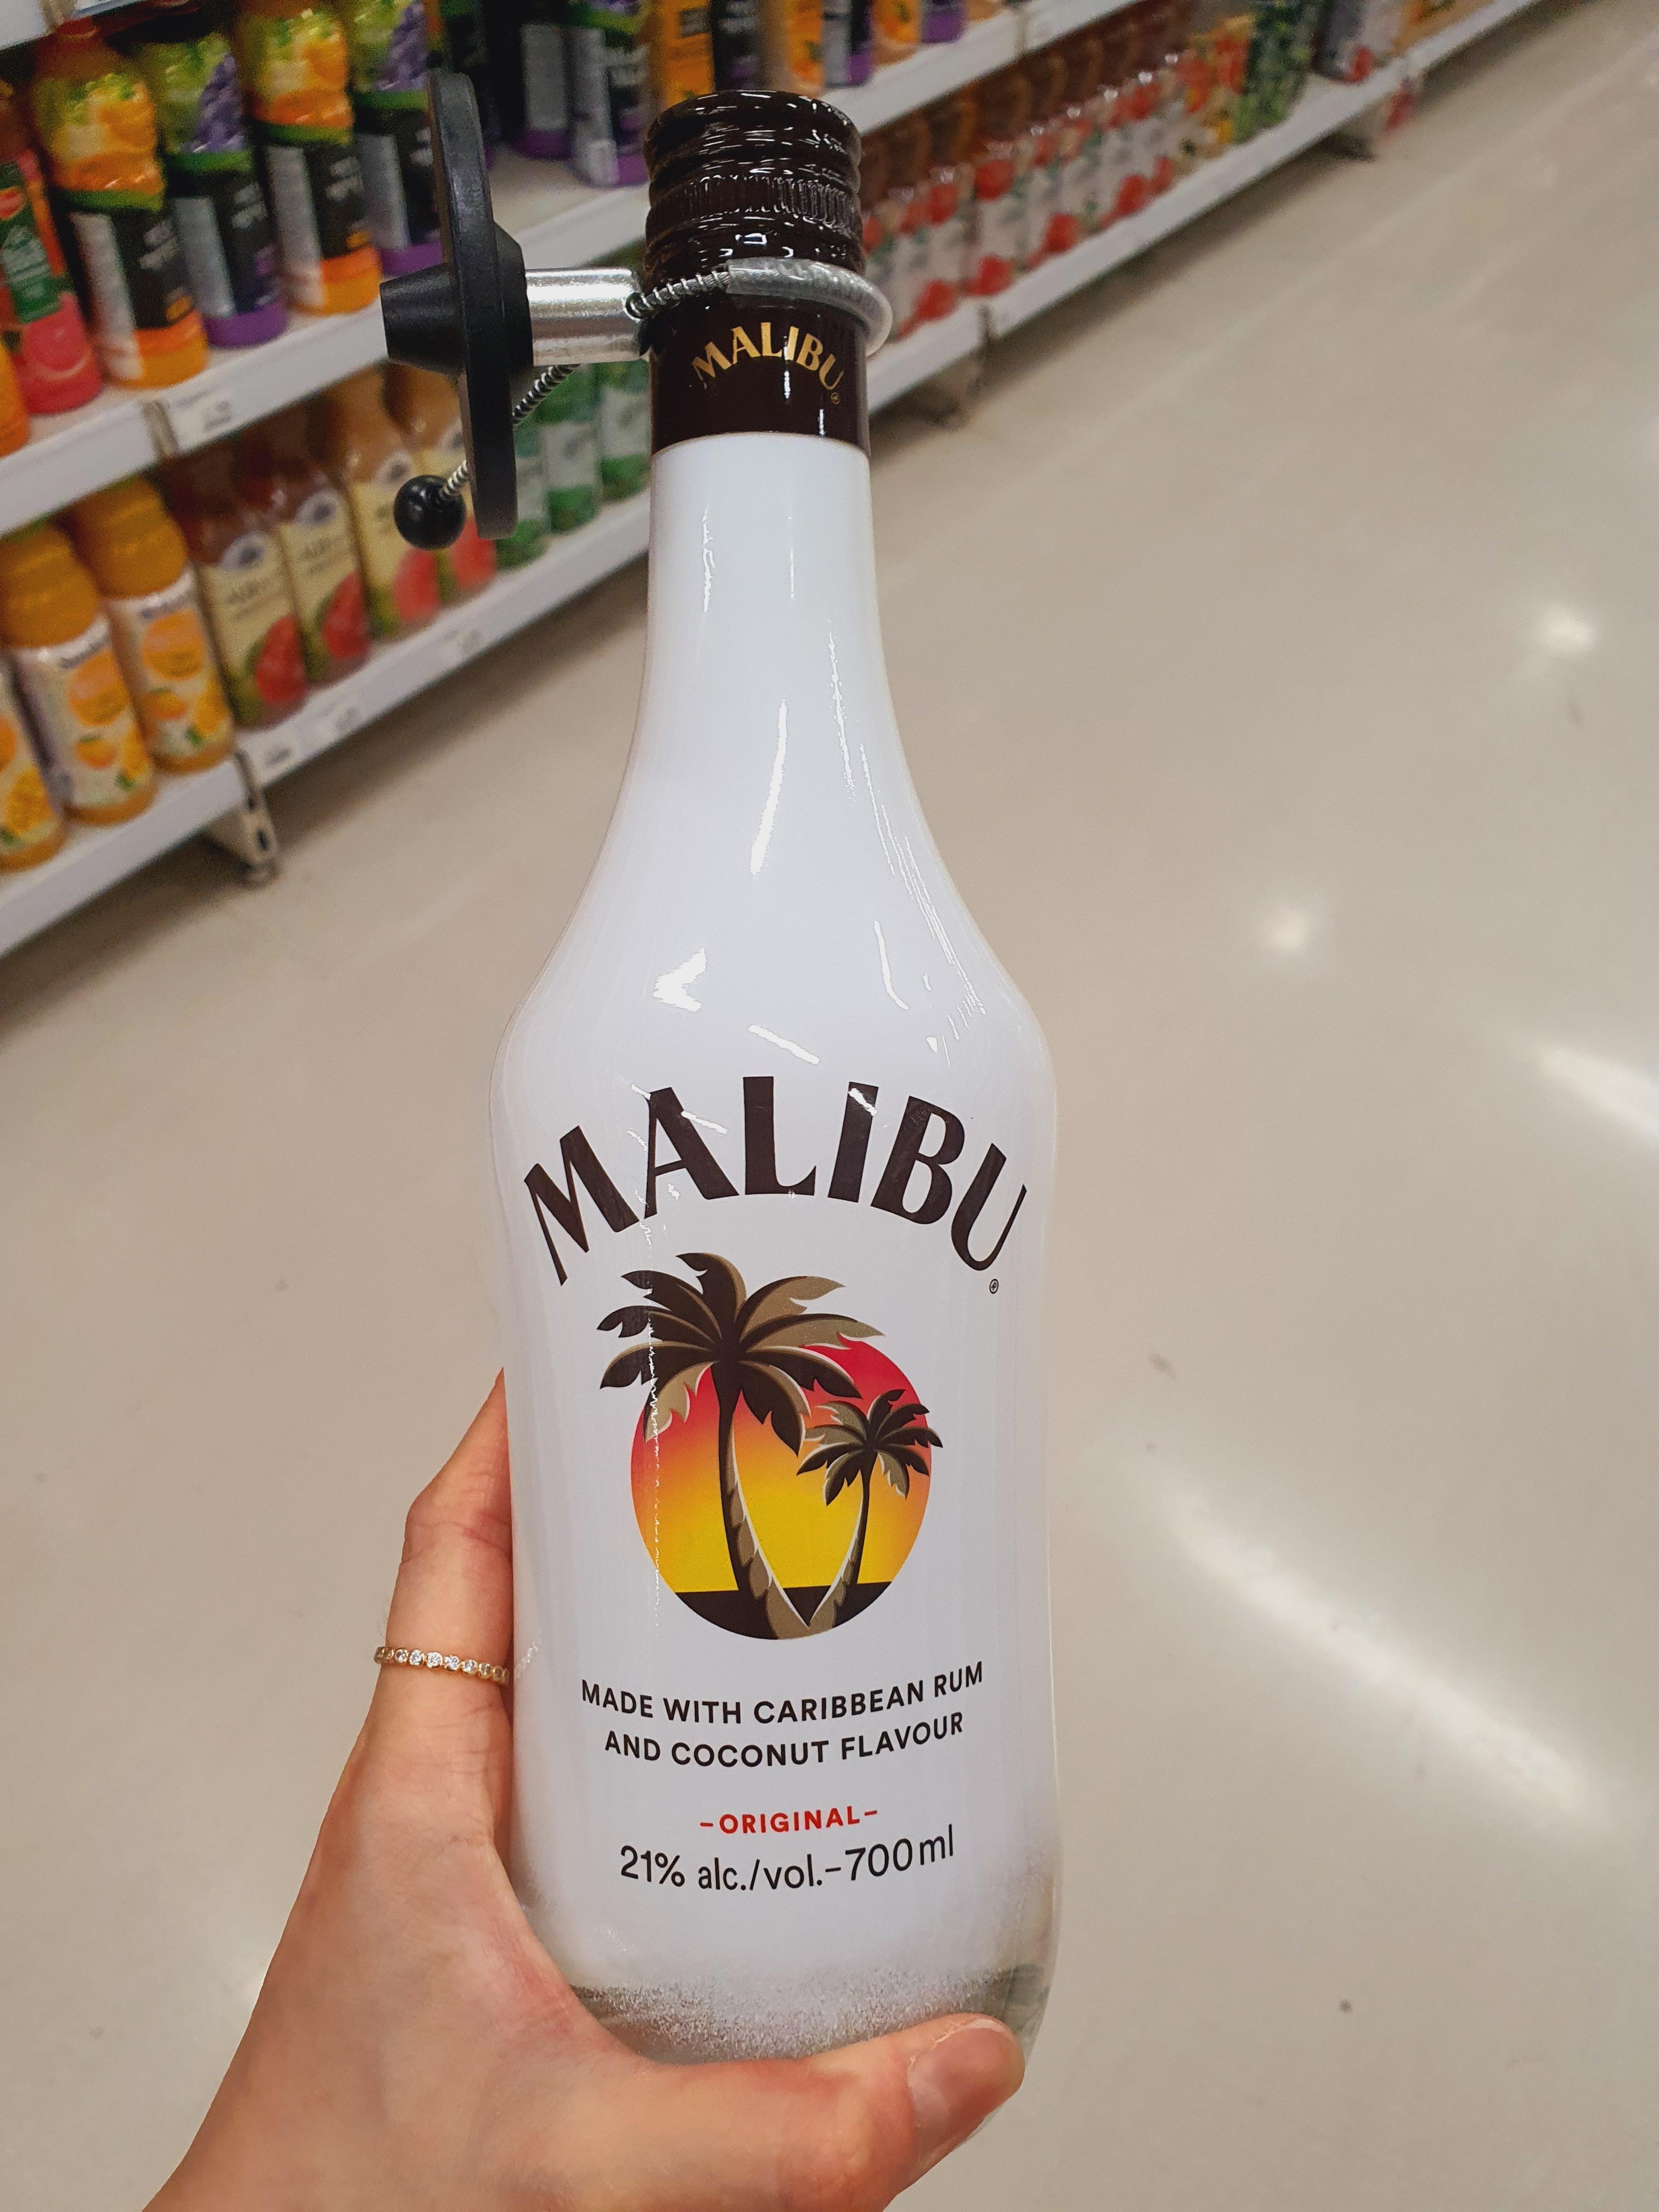 MALIBU®
MALIBU®
MADE WITH CARIBBEAN RUM
AND COCONUT FLAVOUR
-ORIGINAL-
21% alc./vol.-700ml